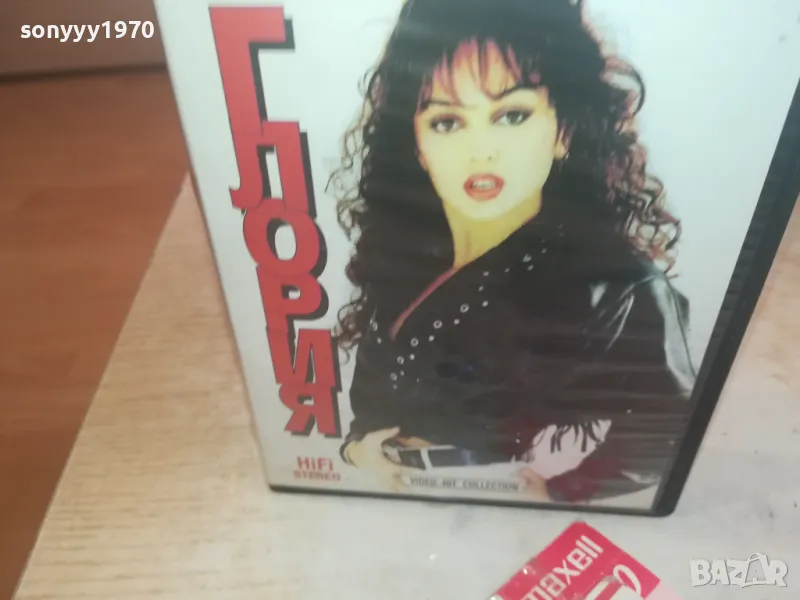 sonyyy1970
ГЛОРИЯ
HiFi
STEREO
VIDEO HIT COLLECTION
maxell
BAZAR